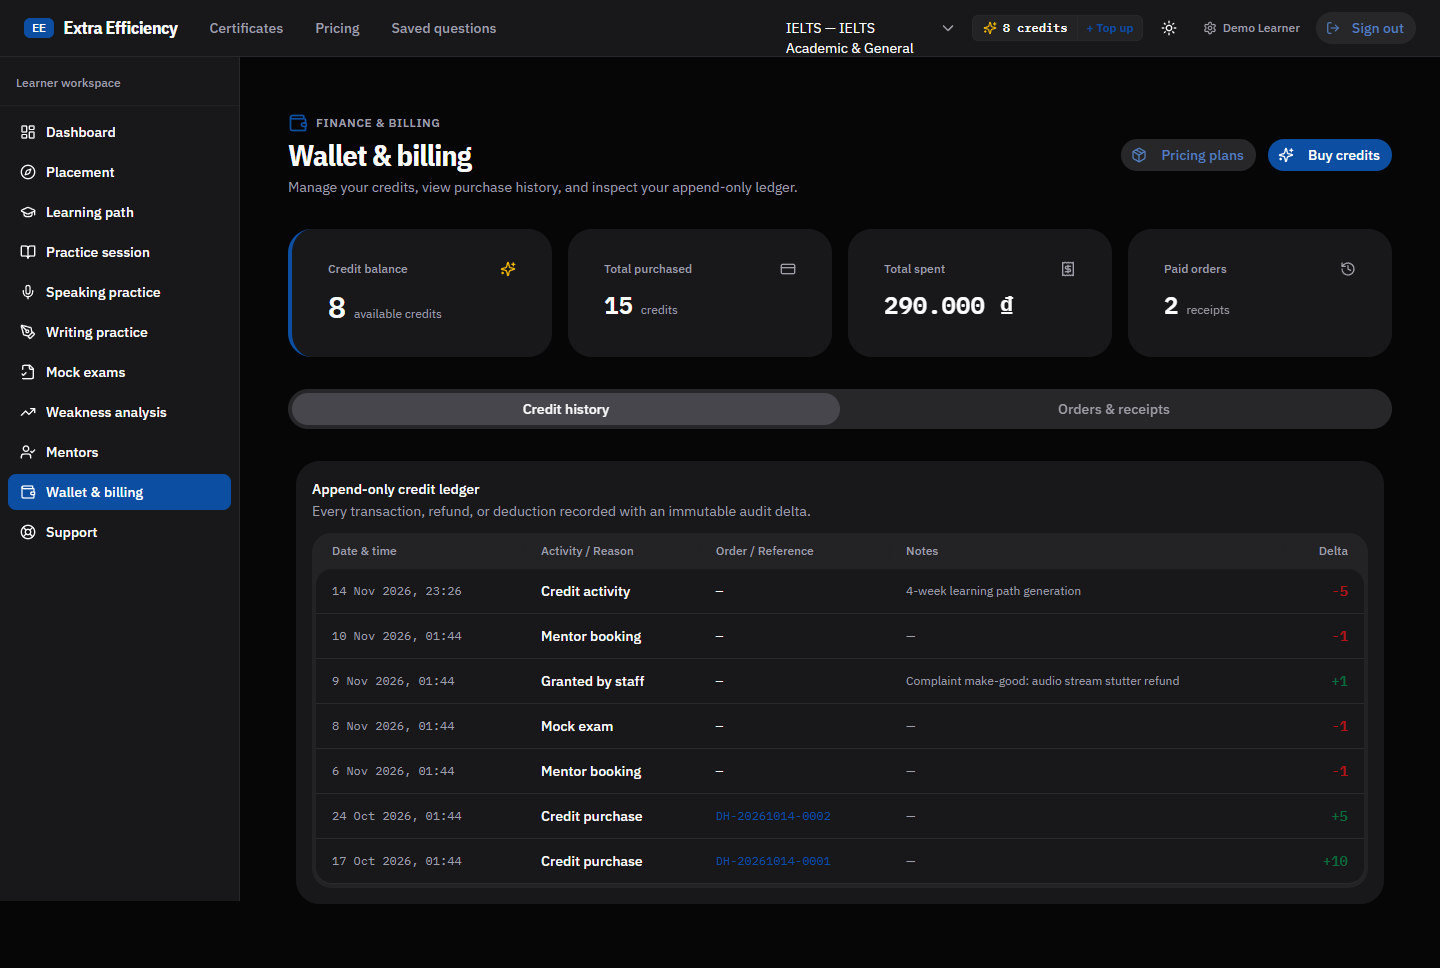 EE Extra Efficiency Certificates Pricing Saved questions IELTS — IELTS Academic & General 8 credits + Top up Demo Learner Sign out
Learner workspace
Dashboard
Placement
Learning path
Practice session
Speaking practice
Writing practice
Mock exams
Weakness analysis
Mentors
Wallet & billing
Support
FINANCE & BILLING
Wallet & billing
Manage your credits, view purchase history, and inspect your append-only ledger.
Pricing plans Buy credits
Credit balance
8 available credits
Total purchased
15 credits
Total spent
290.000 ₫
Paid orders
2 receipts
Credit history Orders & receipts
Append-only credit ledger
Every transaction, refund, or deduction recorded with an immutable audit delta.
Date & time Activity / Reason Order / Reference Notes Delta
14 Nov 2026, 23:26 Credit activity — 4-week learning path generation -5
10 Nov 2026, 01:44 Mentor booking — — -1
9 Nov 2026, 01:44 Granted by staff — Complaint make-good: audio stream stutter refund +1
8 Nov 2026, 01:44 Mock exam — — -1
6 Nov 2026, 01:44 Mentor booking — — -1
24 Oct 2026, 01:44 Credit purchase DH-20261014-0002 — +5
17 Oct 2026, 01:44 Credit purchase DH-20261014-0001 — +10